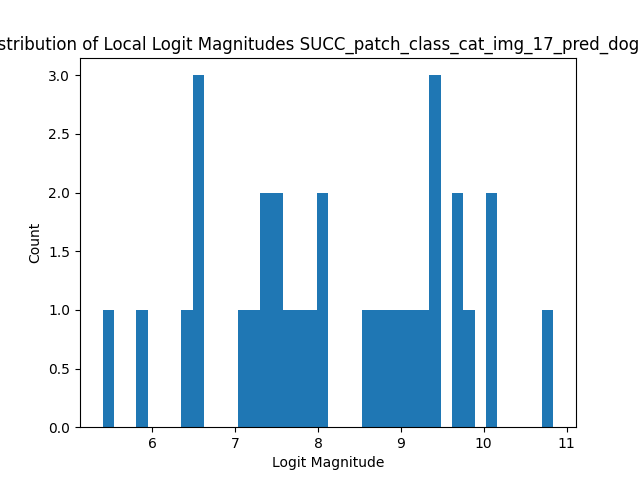 stribution of Local Logit Magnitudes SUCC_patch_class_cat_img_17_pred_dog
3.0
2.5
2.0
1.5
1.0
0.5
0.0
Count
6 7 8 9 10 11
Logit Magnitude